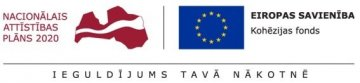 NACIONĀLAIS
ATTĪSTĪBAS
PLĀNS 2020
EIROPAS SAVIENĪBA
Kohēzijas fonds
IEGULDĪJUMS TAVĀ NĀKOTNĒ